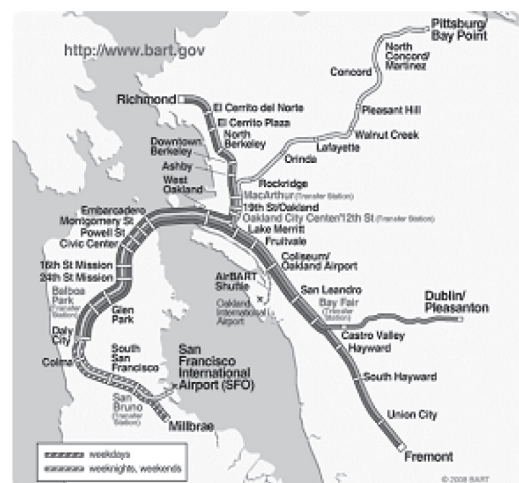 http://www.bart.gov
Pittsburg/
Bay Point
North
Concord/
Martinez
Concord
Richmond
El Cerrito del Norte
El Cerrito Plaza
North
Berkeley
Pleasant Hill
Walnut Creek
Lafayette
Orinda
Downtown
Berkeley
Ashby
West
Oakland
Rockridge
MacArthur (Transfer Station)
19th St/Oakland
Oakland City Center/12th St (Transfer Station)
Lake Merritt
Fruitvale
Embarcadero
Montgomery St
Powell St
Civic Center
16th St Mission
24th St Mission
Balboa
Park
(Transfer
Station)
Glen
Park
Daly
City
Colma
Coliseum/
Oakland Airport
AirBART
Shuttle
Oakland
International
Airport
San Leandro
Bay Fair
(Transfer
Station)
Dublin/
Pleasanton
Castro Valley
Hayward
South Hayward
Union City
Fremont
South
San
Francisco
San
Francisco
International
Airport (SFO)
San
Bruno
(Transfer
Station)
Millbrae
weekdays
weeknights, weekends
© 2008 BART